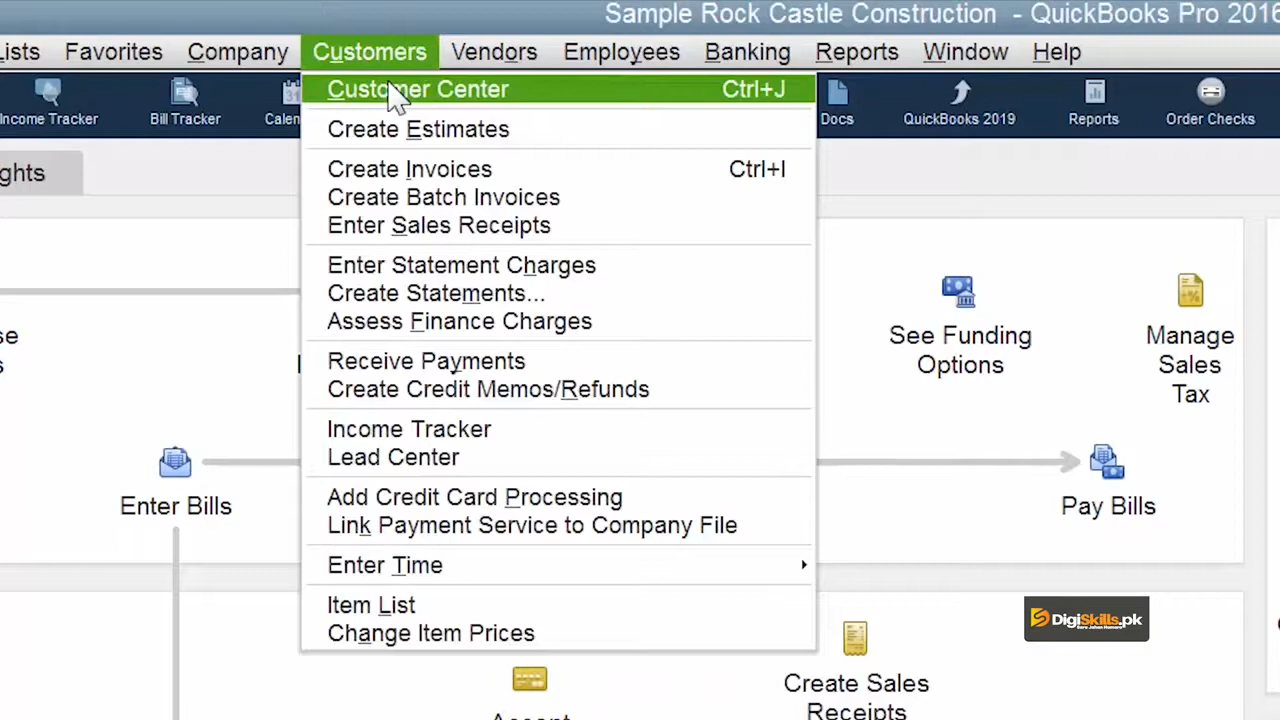 Sample Rock Castle Construction - QuickBooks Pro 2016
Lists Favorites Company Customers Vendors Employees Banking Reports Window Help
Income Tracker Bill Tracker Docs QuickBooks 2019 Reports Order Checks
Customer Center Ctrl+J
Create Estimates
Create Invoices Ctrl+I
Create Batch Invoices
Enter Sales Receipts
Enter Statement Charges
Create Statements...
Assess Finance Charges
Receive Payments
Create Credit Memos/Refunds
Income Tracker
Lead Center
Add Credit Card Processing
Link Payment Service to Company File
Enter Time
Item List
Change Item Prices
See Funding
Options
Manage
Sales
Tax
Enter Bills
Pay Bills
DigiSkills.pk
Create Sales
Receipts